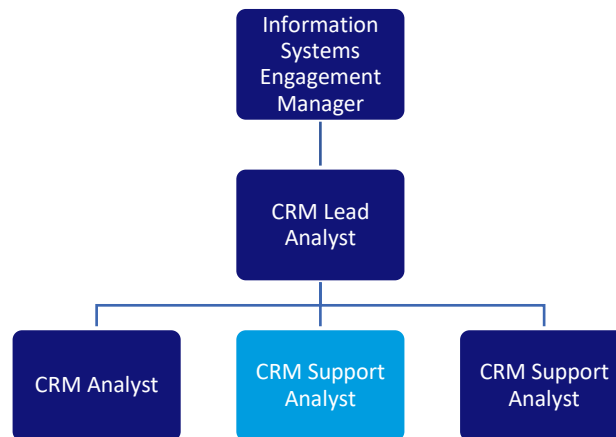 Information
Systems
Engagement
Manager
CRM Lead
Analyst
CRM Analyst
CRM Support
Analyst
CRM Support
Analyst